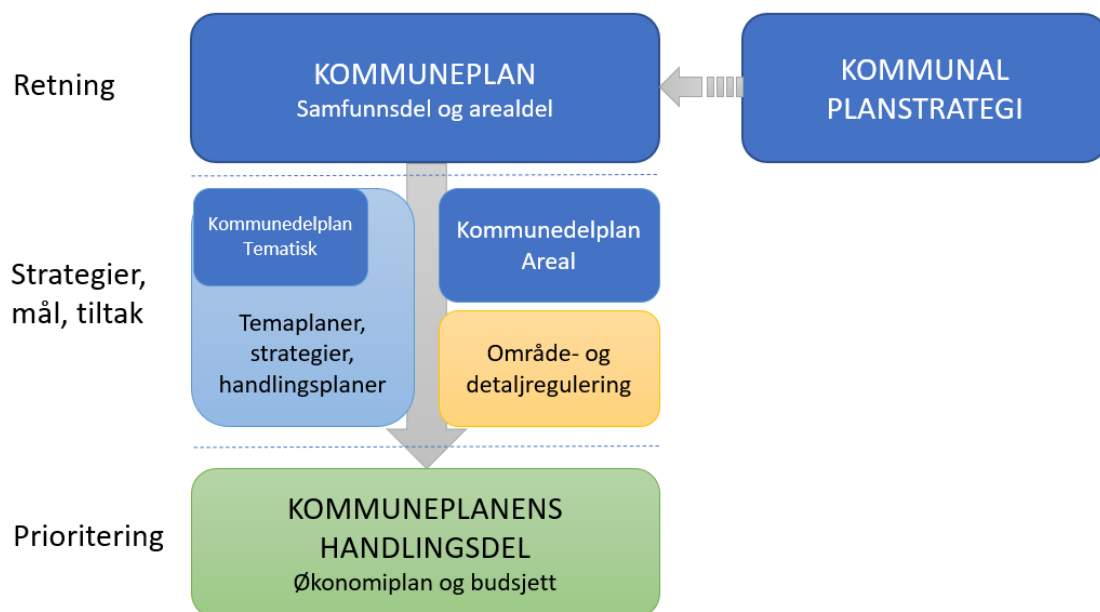 Retning
KOMMUNEPLAN
Samfunnsdel og arealdel
KOMMUNAL
PLANSTRATEGI
Strategier,
mål, tiltak
Kommunedelplan
Tematisk
Temaplaner,
strategier,
handlingsplaner
Kommunedelplan
Areal
Område- og
detaljregulering
Prioritering
KOMMUNEPLANENS
HANDLINGSDEL
Økonomiplan og budsjett